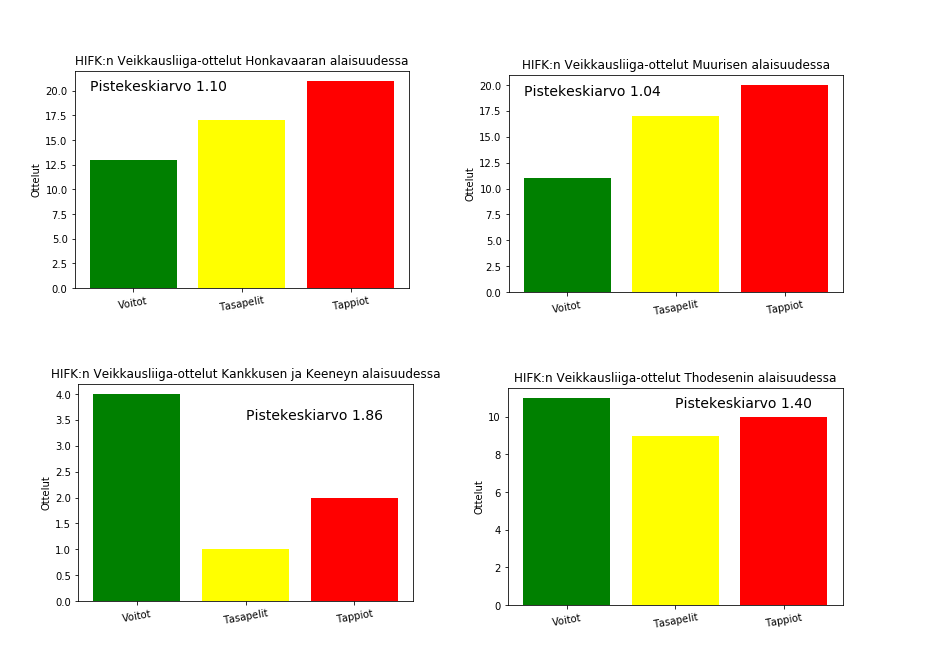 HIFK:n Veikkausliiga-ottelut Honkavaaran alaisuudessa
Pistekeskiarvo 1.10
20.0
17.5
15.0
12.5
10.0
7.5
5.0
2.5
0.0
Ottelut
Voitot
Tasapelit
Tappiot
HIFK:n Veikkausliiga-ottelut Muurisen alaisuudessa
Pistekeskiarvo 1.04
20.0
17.5
15.0
12.5
10.0
7.5
5.0
2.5
0.0
Ottelut
Voitot
Tasapelit
Tappiot
HIFK:n Veikkausliiga-ottelut Kankkusen ja Keeneyn alaisuudessa
Pistekeskiarvo 1.86
4.0
3.5
3.0
2.5
2.0
1.5
1.0
0.5
0.0
Ottelut
Voitot
Tasapelit
Tappiot
HIFK:n Veikkausliiga-ottelut Thodesenin alaisuudessa
Pistekeskiarvo 1.40
10
8
6
4
2
0
Ottelut
Voitot
Tasapelit
Tappiot